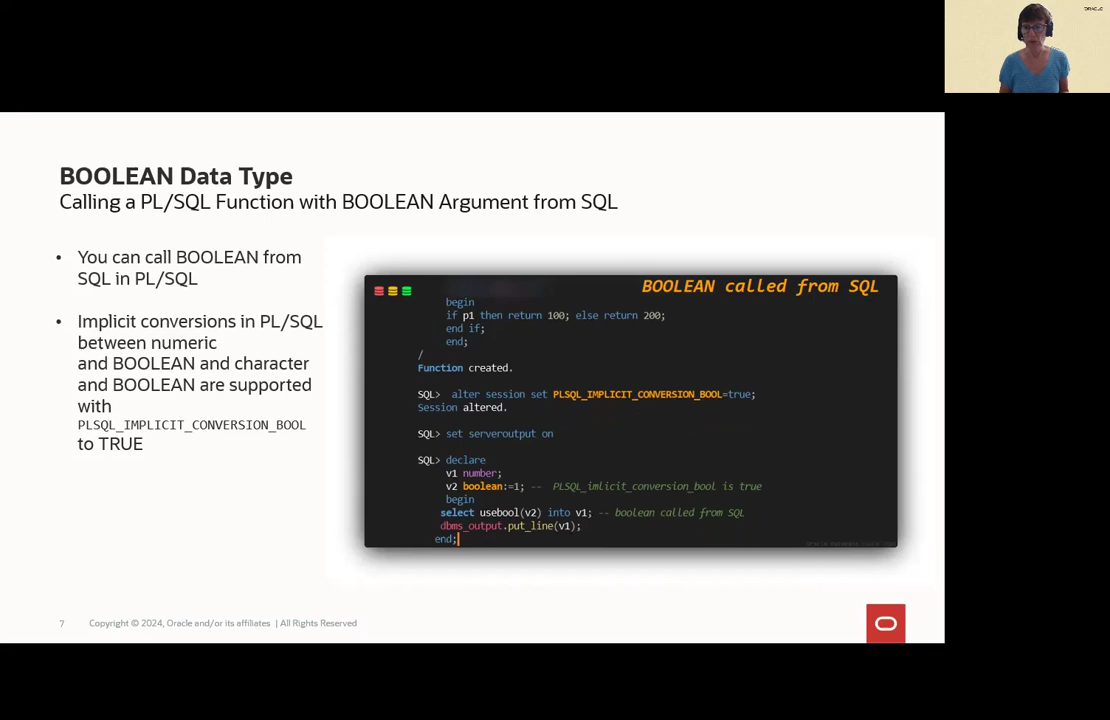 ORACLE
BOOLEAN Data Type
Calling a PL/SQL Function with BOOLEAN Argument from SQL
• You can call BOOLEAN from
SQL in PL/SQL
• Implicit conversions in PL/SQL
between numeric
and BOOLEAN and character
and BOOLEAN are supported
with
PLSQL_IMPLICIT_CONVERSION_BOOL
to TRUE
BOOLEAN called from SQL
begin
if p1 then return 100; else return 200;
end if;
end;
/
Function created.
SQL> alter session set PLSQL_IMPLICIT_CONVERSION_BOOL=true;
Session altered.
SQL> set serveroutput on
SQL> declare
v1 number;
v2 boolean:=1; -- PLSQL_imlicit_conversion_bool is true
begin
select usebool(v2) into v1; -- boolean called from SQL
dbms_output.put_line(v1);
end;
7 Copyright © 2024, Oracle and/or its affiliates | All Rights Reserved